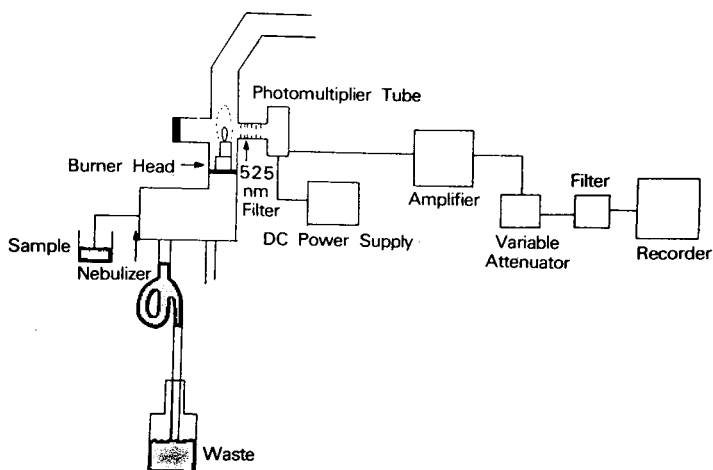 Photomultiplier Tube
Burner Head
525
nm
Filter
Amplifier
Filter
DC Power Supply
Variable
Attenuator
Recorder
Sample
Nebulizer
Waste